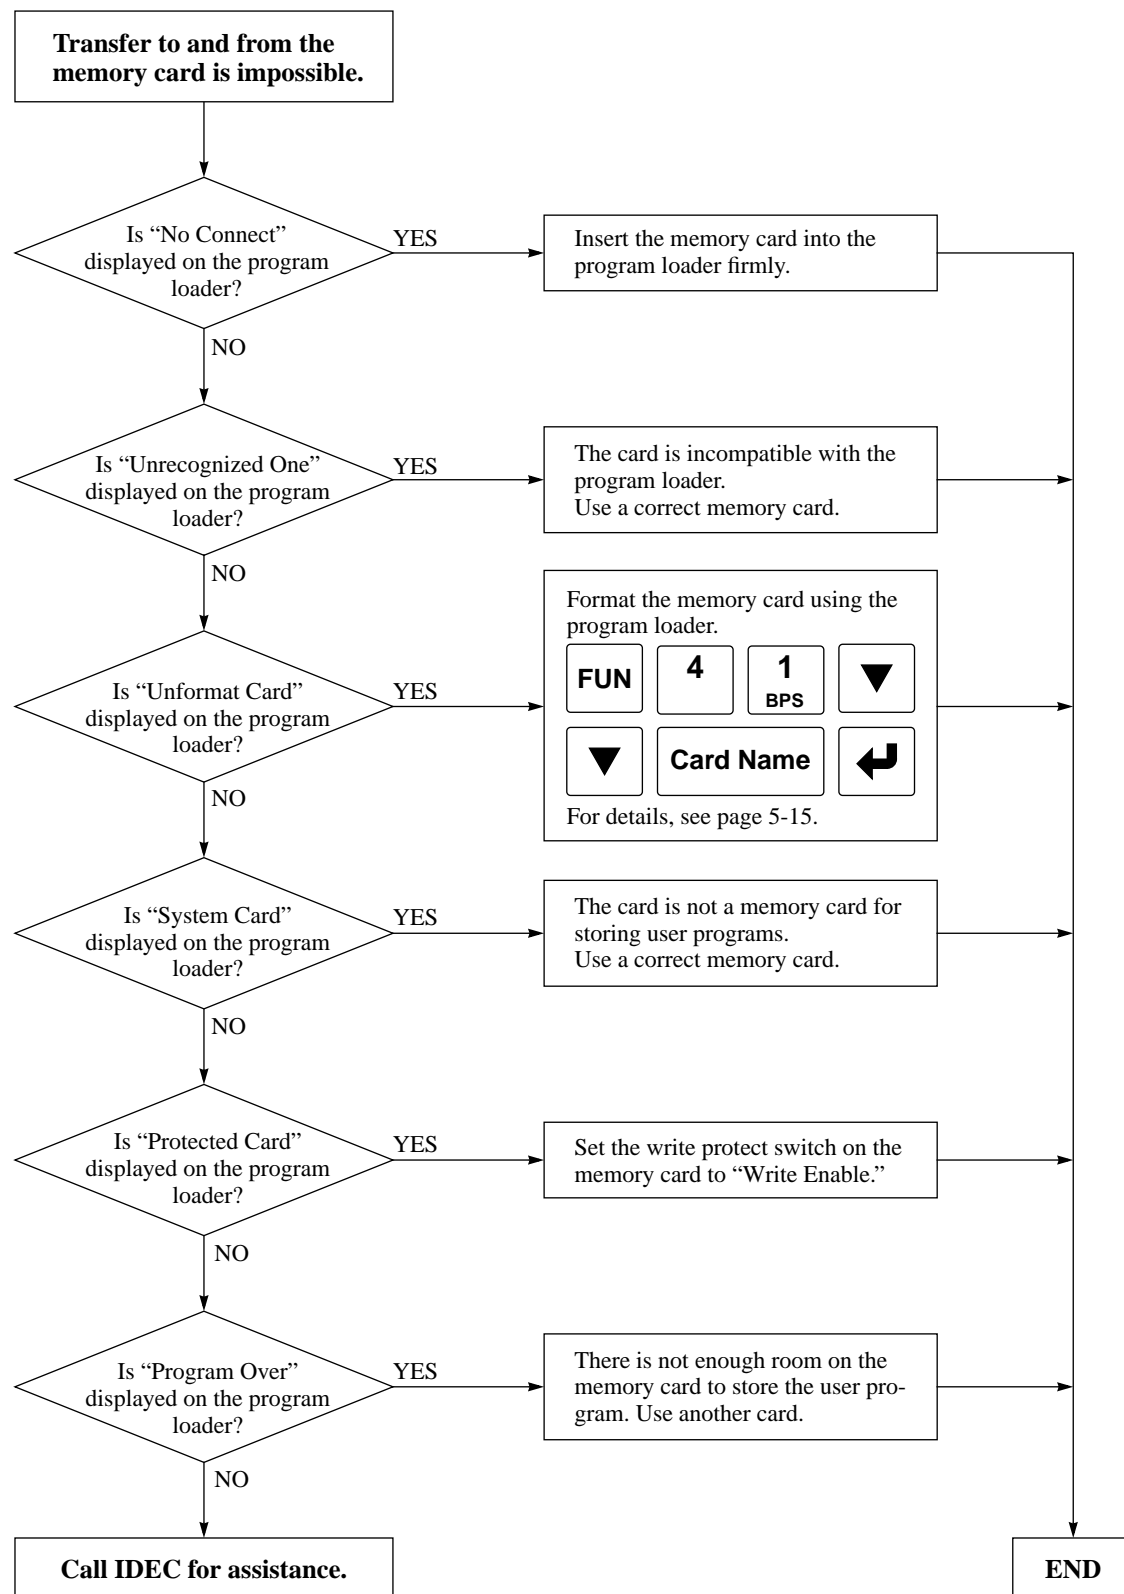 Transfer to and from the
memory card is impossible.
Is “No Connect”
displayed on the program
loader?
YES
Insert the memory card into the
program loader firmly.
NO
Is “Unrecognized One”
displayed on the program
loader?
YES
The card is incompatible with the
program loader.
Use a correct memory card.
NO
Is “Unformat Card”
displayed on the program
loader?
YES
Format the memory card using the
program loader.
FUN
4
1
BPS
▼
▼
Card Name
For details, see page 5-15.
NO
Is “System Card”
displayed on the program
loader?
YES
The card is not a memory card for
storing user programs.
Use a correct memory card.
NO
Is “Protected Card”
displayed on the program
loader?
YES
Set the write protect switch on the
memory card to “Write Enable.”
NO
Is “Program Over”
displayed on the program
loader?
YES
There is not enough room on the
memory card to store the user pro-
gram. Use another card.
NO
Call IDEC for assistance.
END